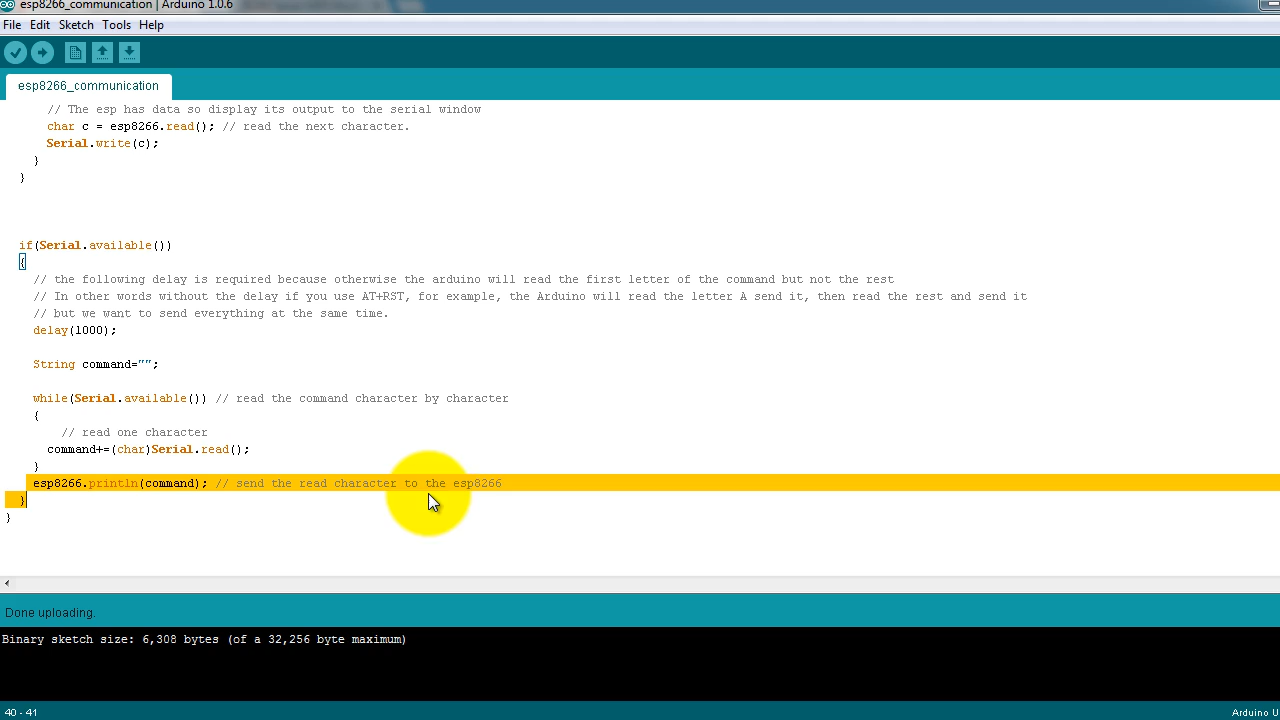 esp8266_communication | Arduino 1.0.6
File Edit Sketch Tools Help
esp8266_communication
// The esp has data so display its output to the serial window
char c = esp8266.read(); // read the next character.
Serial.write(c);
}
}
if(Serial.available())
{
// the following delay is required because otherwise the arduino will read the first letter of the command but not the rest
// In other words without the delay if you use AT+RST, for example, the Arduino will read the letter A send it, then read the rest and send it
// but we want to send everything at the same time.
delay(1000);
String command="";
while(Serial.available()) // read the command character by character
{
// read one character
command+=(char)Serial.read();
}
esp8266.println(command); // send the read character to the esp8266
}
}
Done uploading.
Binary sketch size: 6,308 bytes (of a 32,256 byte maximum)
40 - 41
Arduino U